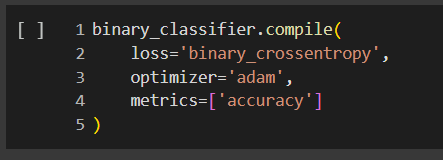 [ ] 1 binary_classifier.compile(
2     loss='binary_crossentropy',
3     optimizer='adam',
4     metrics=['accuracy']
5 )